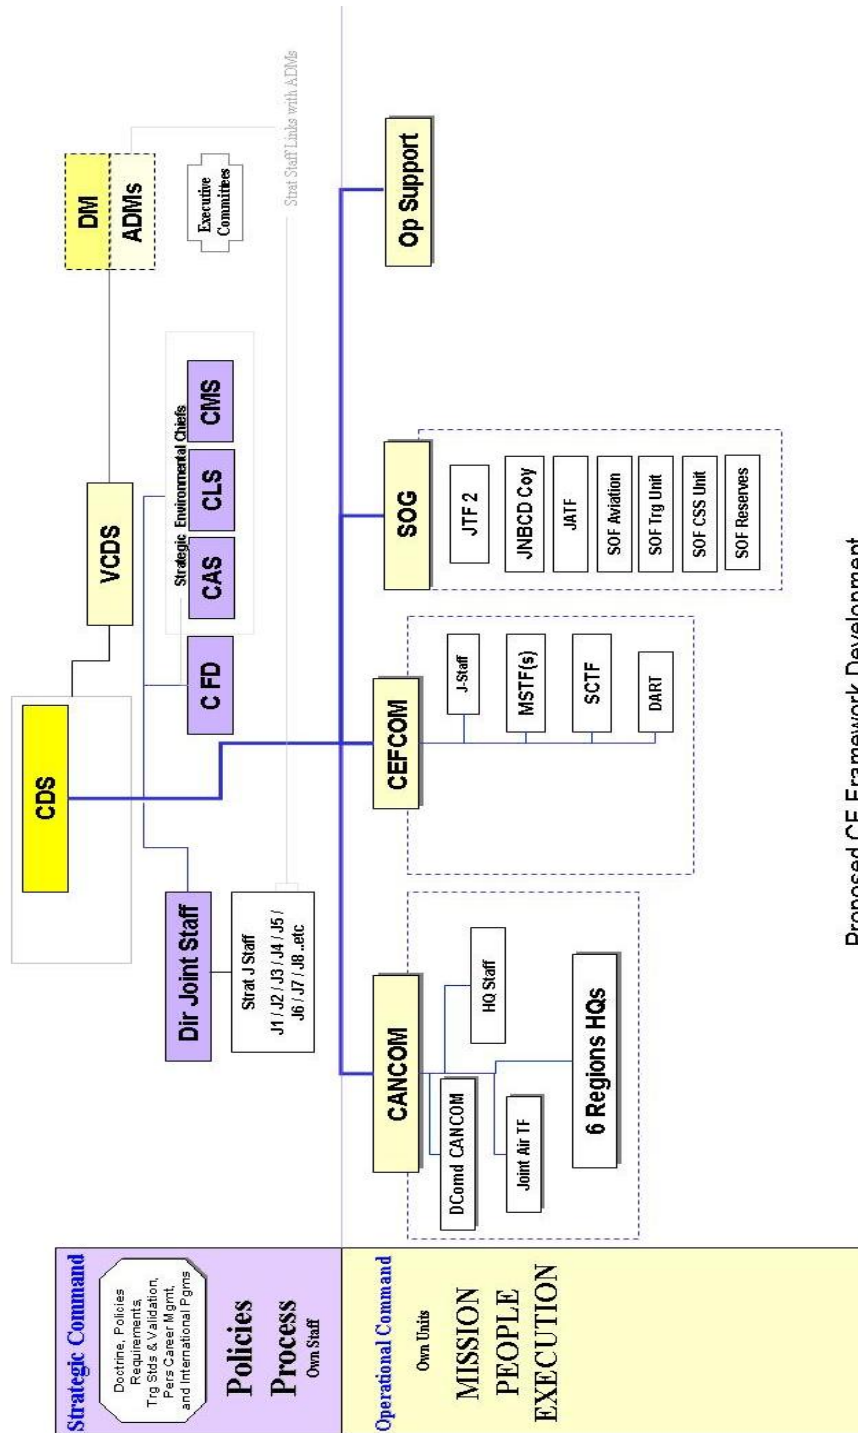 Strategic Command
Doctrine, Policies
Requirements,
Trg Stds & Validation,
Pers Career Mgmt,
and International Pgms
Policies
Process
Own Staff
CDS
VCDS
DM
ADMs
Executive
Committees
Strat Staff Links with ADMs
Dir Joint Staff
Strat J Staff
J1 / J2 / J3 / J4 / J5 /
J6 / J7 / J8 ..etc
C FD
Strategic Environmental Chiefs
CAS
CLS
CMS
Operational Command
Own Units
MISSION
PEOPLE
EXECUTION
CANCOM
DComd CANCOM
HQ Staff
Joint Air TF
6 Regions HQs
CEFCOM
J-Staff
MSTF(s)
SCTF
DART
SOG
JTF 2
JNBCD Coy
JATF
SOF Aviation
SOF Trg Unit
SOF CSS Unit
SOF Reserves
Op Support
Proposed CF Framework Development